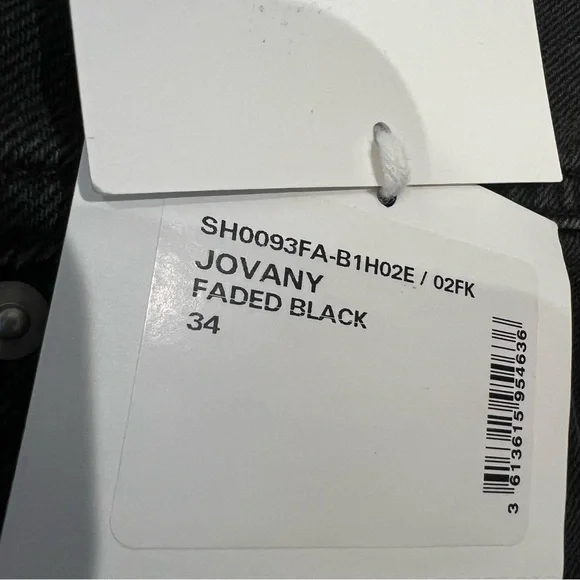 SH0093FA-B1H02E / 02FK
JOVANY
FADED BLACK
34
3 613615 954636